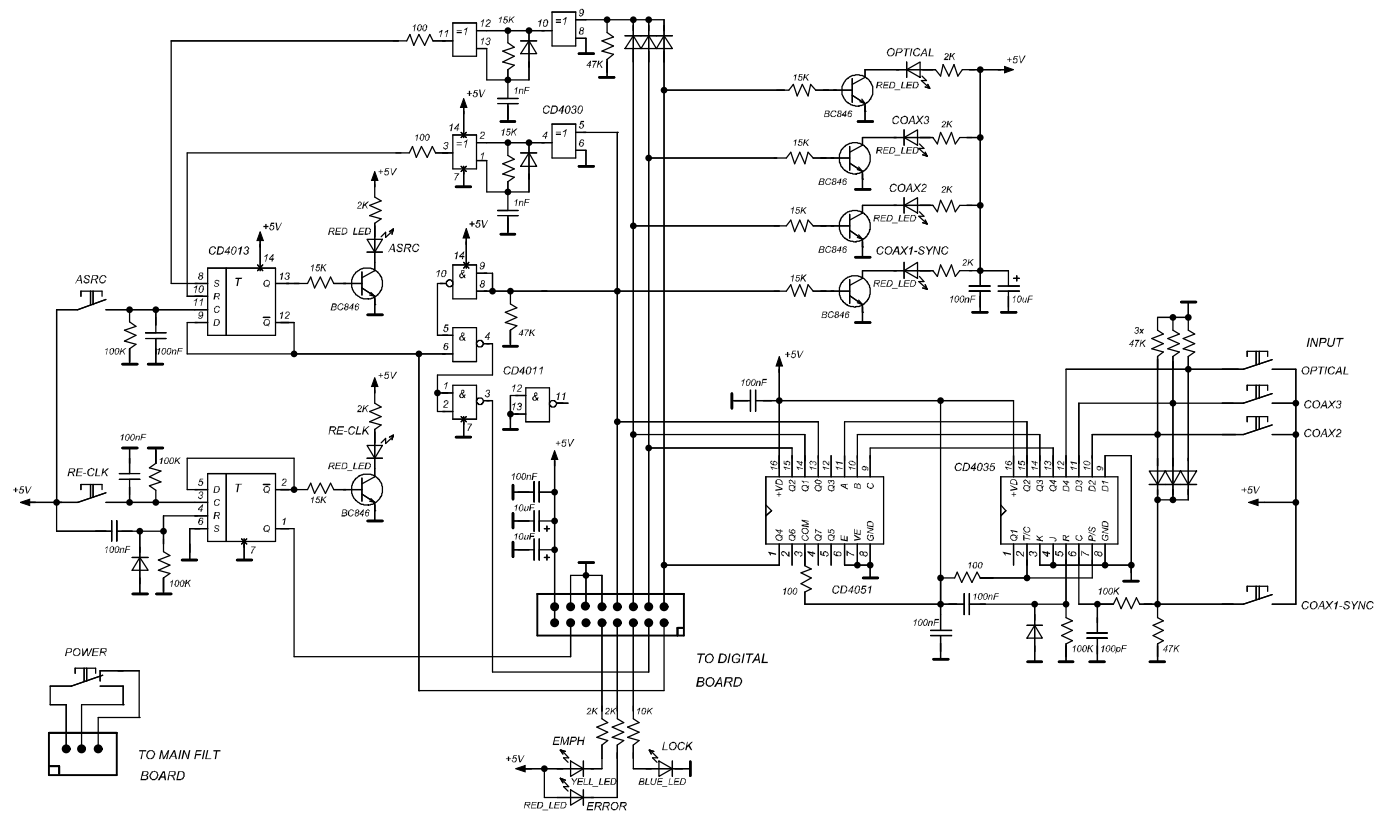 9
12
15K
10
=1
8
100
11
=1
13
47K
1nF
OPTICAL
2K
+5V
15K
RED_LED
BC846
+5V
14
CD4030
2
15K
4
=1
5
6
100
3
=1
1
7
1nF
COAX3
2K
15K
RED_LED
BC846
+5V
2K
RED_LED
ASRC
COAX2
2K
15K
RED_LED
BC846
CD4013
+5V
14
+5V
14
COAX1-SYNC
2K
15K
RED_LED
BC846
100nF
+
10uF
ASRC
8
S
T
Q
13
15K
10
R
11
C
9
D
Q
12
BC846
100K
100nF
10
&
9
8
47K
5
6
&
4
CD4011
1
2
&
3
7
12
13
&
11
+5V
2K
RE-CLK
RED_LED
15K
BC846
3x
47K
INPUT
OPTICAL
COAX3
COAX2
+5V
COAX1-SYNC
+5V
100nF
16
15
14
13
12
11
10
9
+VD
Q2
Q1
Q0
Q3
A
B
C
Q4
Q6
COM
Q7
Q5
E
VE
GND
1
2
3
4
5
6
7
8
CD4051
100
CD4035
16
15
14
13
12
11
10
9
+VD
Q2
Q3
Q4
D4
D3
D2
D1
Q1
T/C
K
J
R
C
P/S
GND
1
2
3
4
5
6
7
8
100
100nF
100nF
100K
100K
100pF
47K
100nF
100K
RE-CLK
+5V
5
D
T
Q
2
3
C
4
R
6
S
Q
1
7
100nF
100K
+5V
100nF
10uF
+
10uF
+
TO DIGITAL
BOARD
POWER
TO MAIN FILT
BOARD
2K
2K
10K
EMPH
LOCK
+5V
YELL_LED
BLUE_LED
RED_LED
ERROR